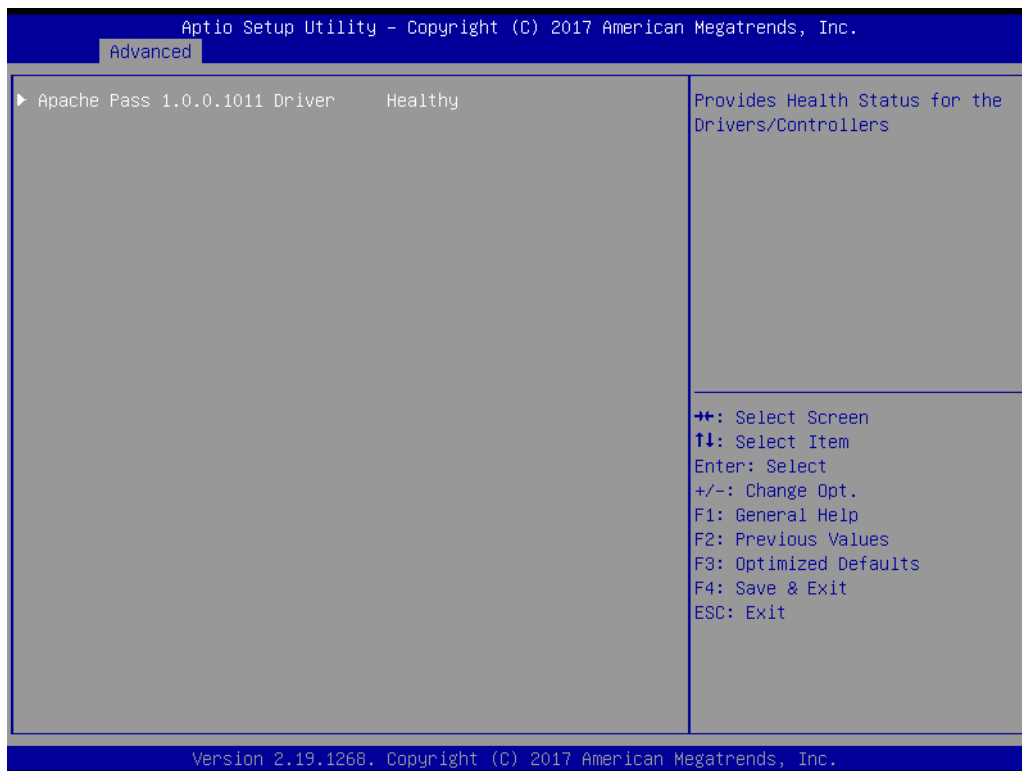 Aptio Setup Utility – Copyright (C) 2017 American Megatrends, Inc.
Advanced
▶ Apache Pass 1.0.0.1011 Driver Healthy
Provides Health Status for the
Drivers/Controllers
→←: Select Screen
↑↓: Select Item
Enter: Select
+/-: Change Opt.
F1: General Help
F2: Previous Values
F3: Optimized Defaults
F4: Save & Exit
ESC: Exit
Version 2.19.1268. Copyright (C) 2017 American Megatrends, Inc.